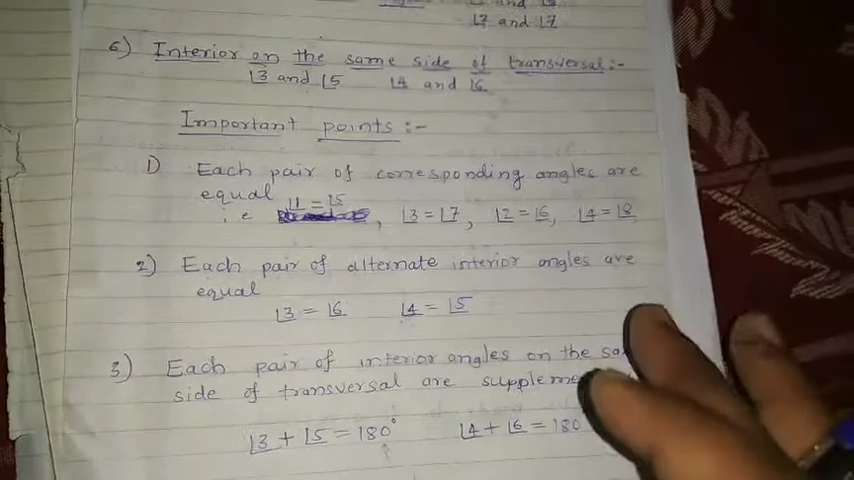 ∠7 and ∠7
6) Interior on the same side of transversal:-
∠3 and ∠5 ∠4 and ∠6
Important points:-
1) Each pair of corresponding angles are
equal
∠1=∠5
i.e , ∠3=∠7, ∠2=∠6, ∠4=∠8
2) Each pair of alternate interior angles are
equal
∠3=∠6 ∠4=∠5
3) Each pair of interior angles on the
side of transversal are
∠3+∠5=180° ∠4+∠6=180